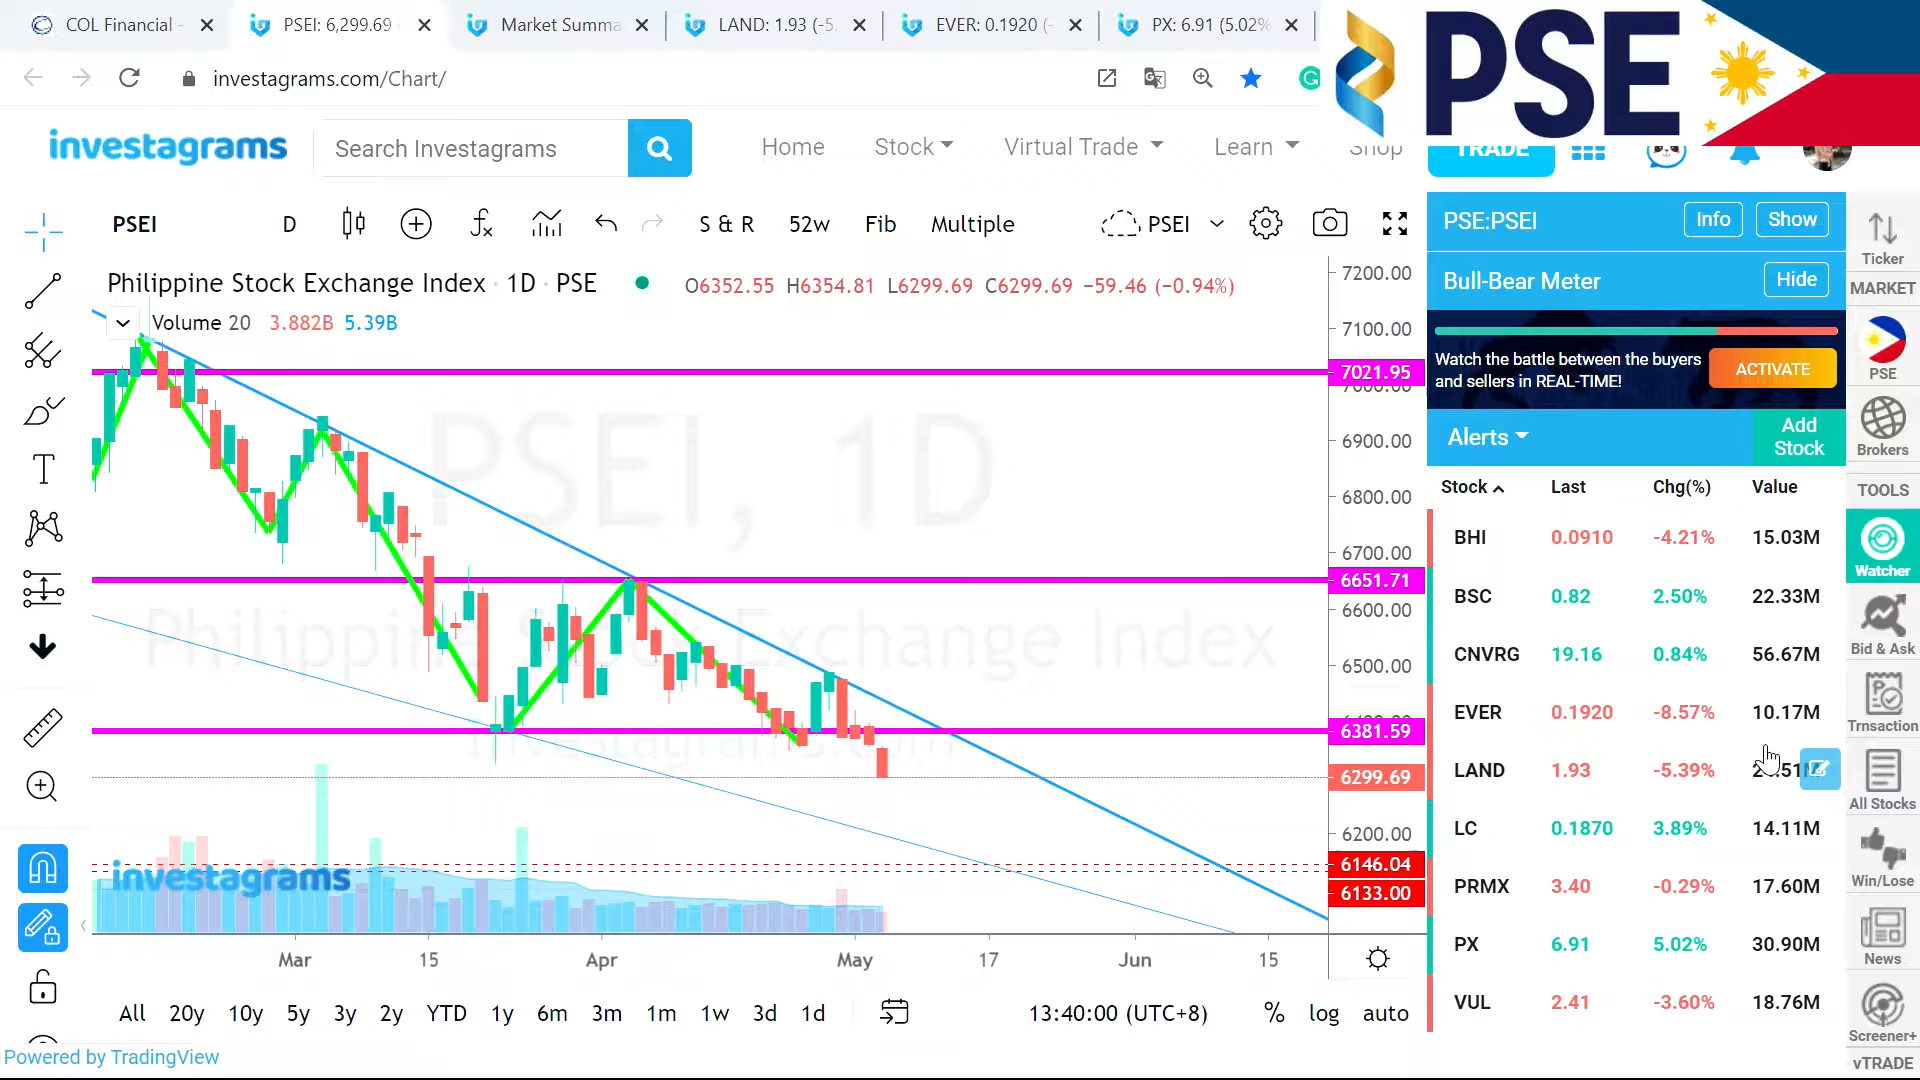 COL Financial -
PSEI: 6,299.69
Market Summa
LAND: 1.93 (-5.
EVER: 0.1920 (-
PX: 6.91 (5.02%
PSE
investagrams.com/Chart/
investagrams
Search Investagrams
Home
Stock
Virtual Trade
Learn
Shop
TRADE
PSEI
D
S & R
52w
Fib
Multiple
PSEI
Philippine Stock Exchange Index · 1D · PSE
O6352.55 H6354.81 L6299.69 C6299.69 −59.46 (−0.94%)
Volume 20 3.882B 5.39B
PSEI, 1D
Philippine Stock Exchange Index
Investagrams.com
investagrams
7200.00
7100.00
7021.95
7000.00
6900.00
6800.00
6700.00
6651.71
6600.00
6500.00
6381.59
6299.69
6200.00
6146.04
6133.00
Mar
15
Apr
May
17
Jun
15
All
20y
10y
5y
3y
2y
YTD
1y
6m
3m
1m
1w
3d
1d
13:40:00 (UTC+8)
%
log
auto
Powered by TradingView
PSE:PSEI
Info
Show
Bull-Bear Meter
Hide
Watch the battle between the buyers
and sellers in REAL-TIME!
ACTIVATE
Alerts
Add
Stock
Stock Last Chg(%) Value
BHI 0.0910 -4.21% 15.03M
BSC 0.82 2.50% 22.33M
CNVRG 19.16 0.84% 56.67M
EVER 0.1920 -8.57% 10.17M
LAND 1.93 -5.39%
LC 0.1870 3.89% 14.11M
PRMX 3.40 -0.29% 17.60M
PX 6.91 5.02% 30.90M
VUL 2.41 -3.60% 18.76M
Ticker
MARKET
PSE
Brokers
TOOLS
Watcher
Bid & Ask
Trnsaction
All Stocks
Win/Lose
News
Screener+
vTRADE